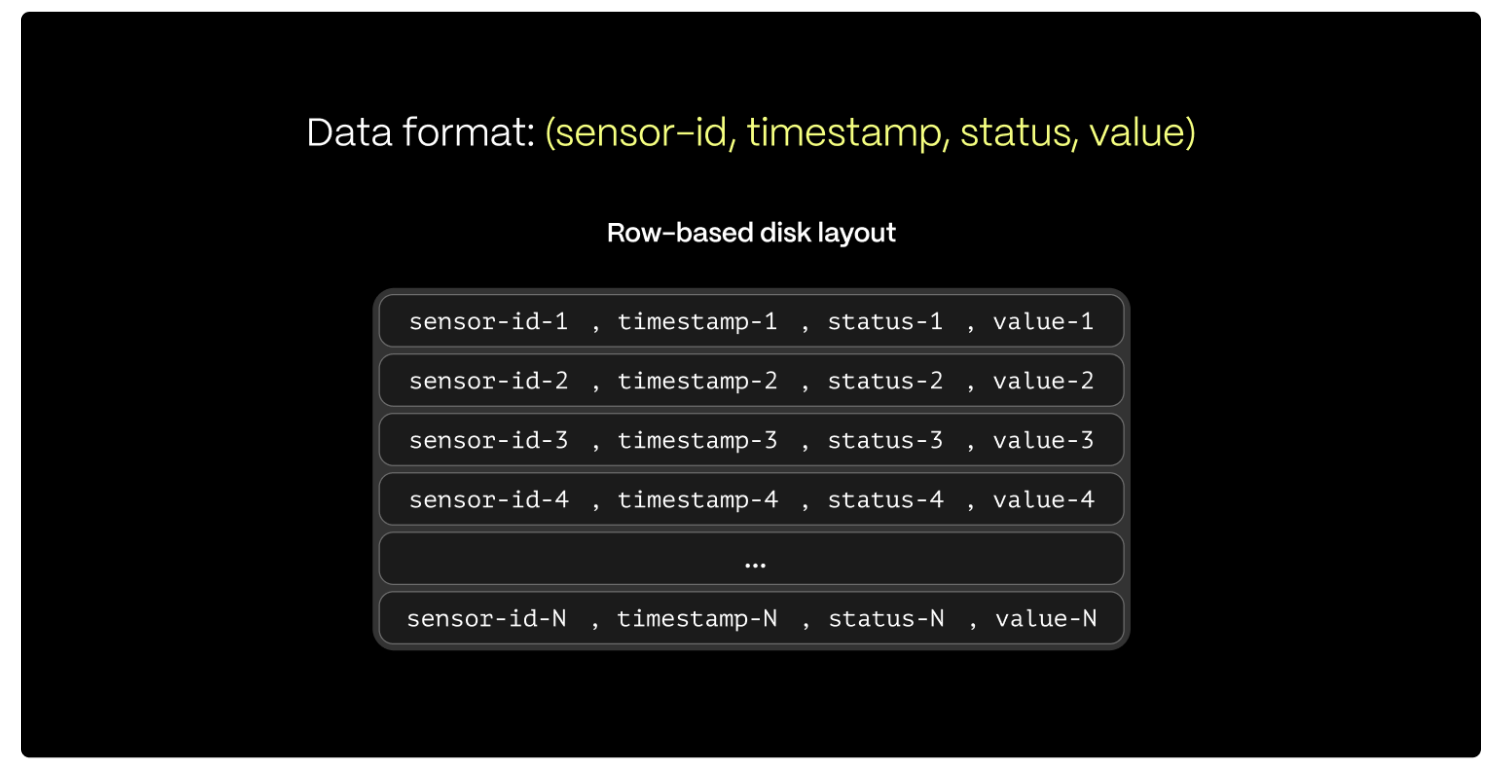 Data format: (sensor-id, timestamp, status, value)
Row-based disk layout
sensor-id-1 , timestamp-1 , status-1 , value-1
sensor-id-2 , timestamp-2 , status-2 , value-2
sensor-id-3 , timestamp-3 , status-3 , value-3
sensor-id-4 , timestamp-4 , status-4 , value-4
...
sensor-id-N , timestamp-N , status-N , value-N